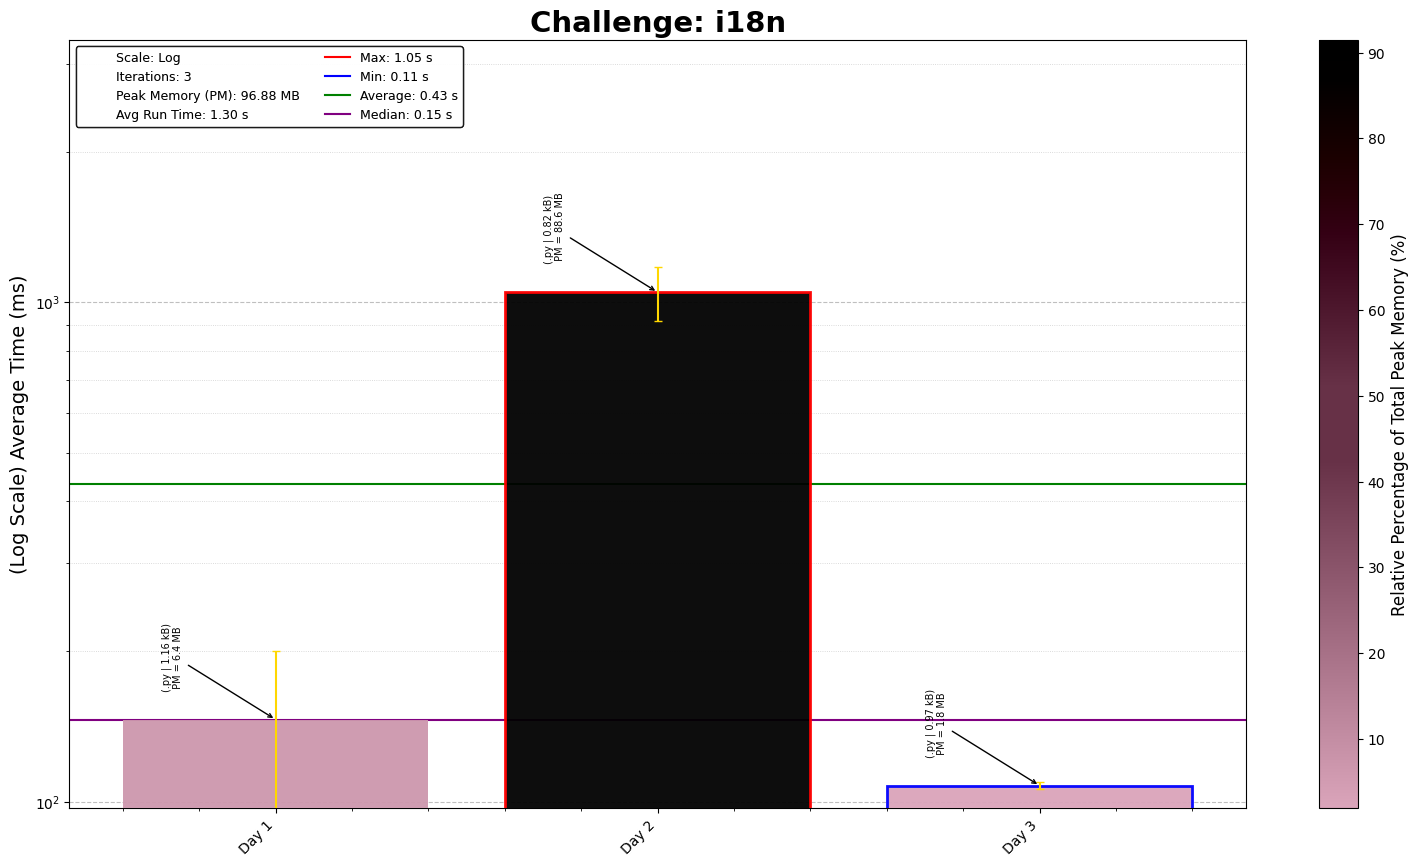 Challenge: i18n
Scale: Log
Iterations: 3
Peak Memory (PM): 96.88 MB
Avg Run Time: 1.30 s
Max: 1.05 s
Min: 0.11 s
Average: 0.43 s
Median: 0.15 s
(Log Scale) Average Time (ms)
10³
10²
(.py | 1.16 kB)
PM = 6.4 MB
(.py | 0.82 kB)
PM = 88.6 MB
(.py | 0.97 kB)
PM = 1.8 MB
Day 1
Day 2
Day 3
90
80
70
60
50
40
30
20
10
Relative Percentage of Total Peak Memory (%)